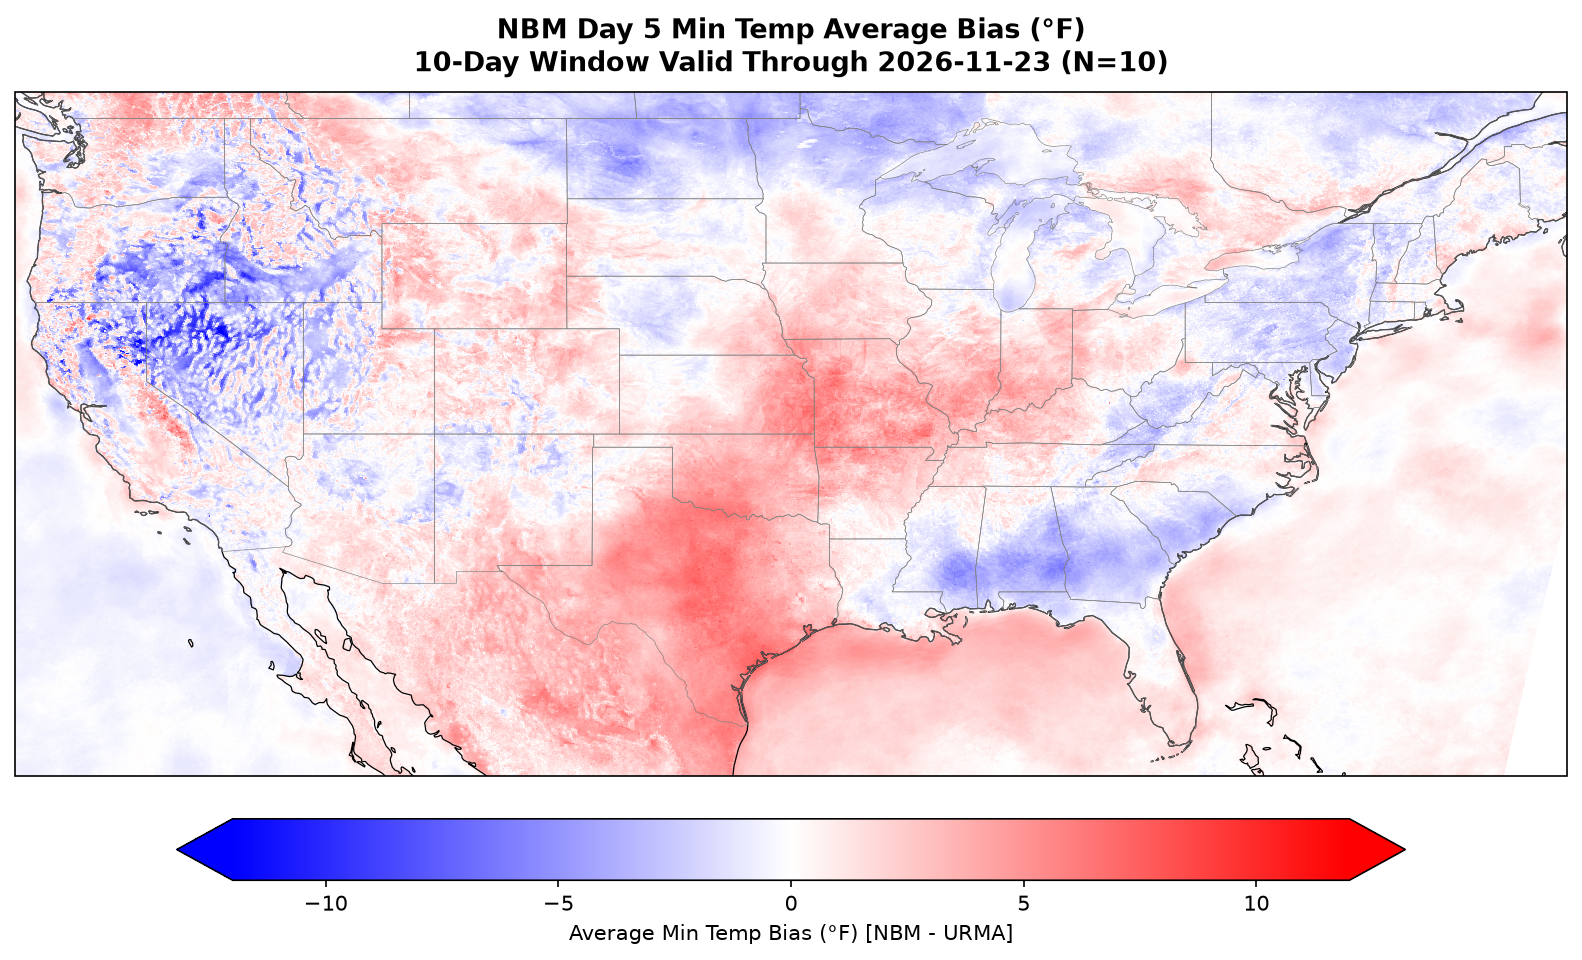 NBM Day 5 Min Temp Average Bias (°F)
10-Day Window Valid Through 2026-11-23 (N=10)
−10 −5 0 5 10
Average Min Temp Bias (°F) [NBM - URMA]